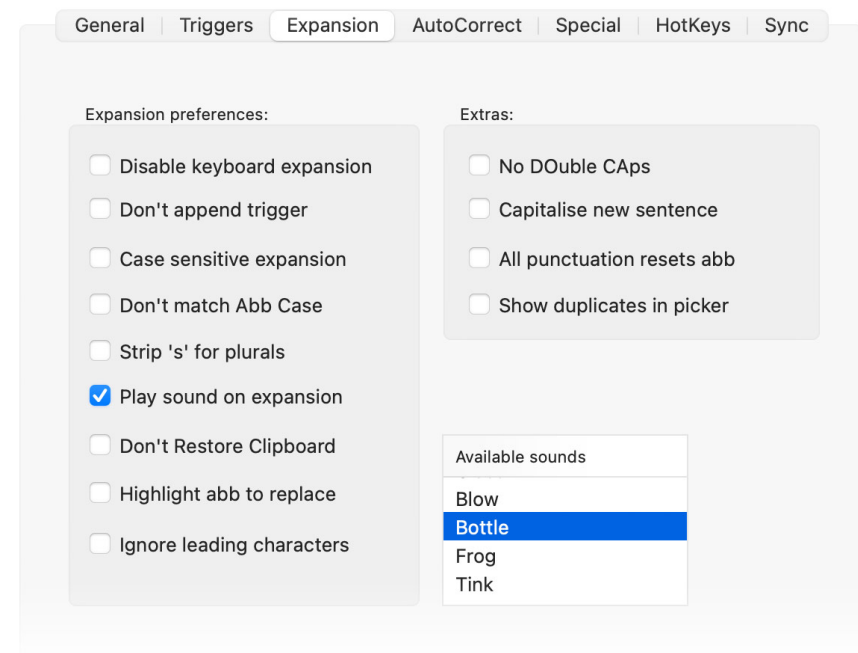 General Triggers Expansion AutoCorrect Special HotKeys Sync
Expansion preferences:
Disable keyboard expansion
Don't append trigger
Case sensitive expansion
Don't match Abb Case
Strip 's' for plurals
Play sound on expansion
Don't Restore Clipboard
Highlight abb to replace
Ignore leading characters
Extras:
No DOuble CAps
Capitalise new sentence
All punctuation resets abb
Show duplicates in picker
Available sounds
Blow
Bottle
Frog
Tink